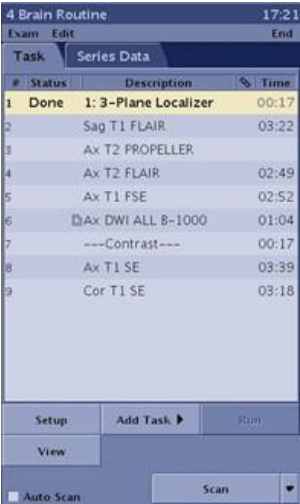 4 Brain Routine 17:21
Exam Edit End
Task Series Data
# Status Description Time
1 Done 1: 3-Plane Localizer 00:17
2 Sag T1 FLAIR 03:22
3 Ax T2 PROPELLER
4 Ax T2 FLAIR 02:49
5 Ax T1 FSE 02:52
6 Ax DWI ALL B-1000 01:04
7 ---Contrast--- 00:17
8 Ax T1 SE 03:39
9 Cor T1 SE 03:18
Setup Add Task Run
View
Auto Scan Scan